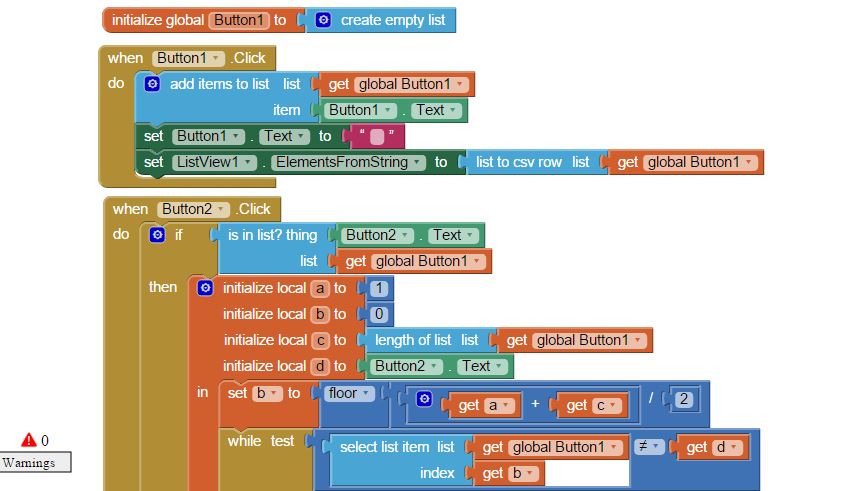 initialize global Button1 to create empty list
when Button1 .Click
do add items to list list get global Button1
item Button1 . Text
set Button1 . Text to “ ”
set ListView1 . ElementsFromString to list to csv row list get global Button1
when Button2 .Click
do if is in list? thing Button2 . Text
list get global Button1
then initialize local a to 1
initialize local b to 0
initialize local c to length of list list get global Button1
initialize local d to Button2 . Text
in set b to floor get a + get c / 2
while test select list item list get global Button1 ≠ get d
index get b
0
Warnings